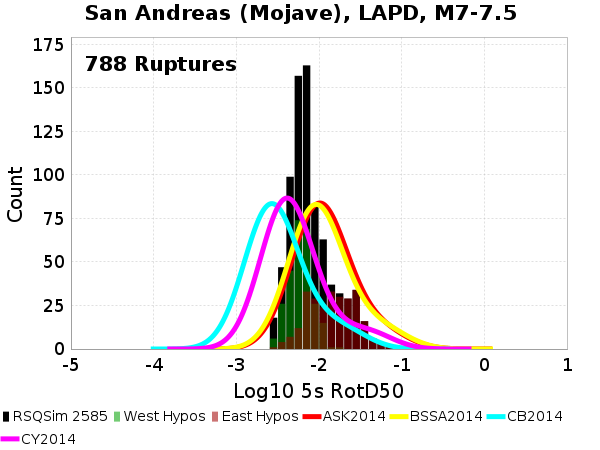 San Andreas (Mojave), LAPD, M7-7.5
788 Ruptures
175
150
125
100
75
50
25
0
Count
-5 -4 -3 -2 -1 0 1
Log10 5s RotD50
RSQSim 2585 West Hypos East Hypos ASK2014 BSSA2014 CB2014
CY2014